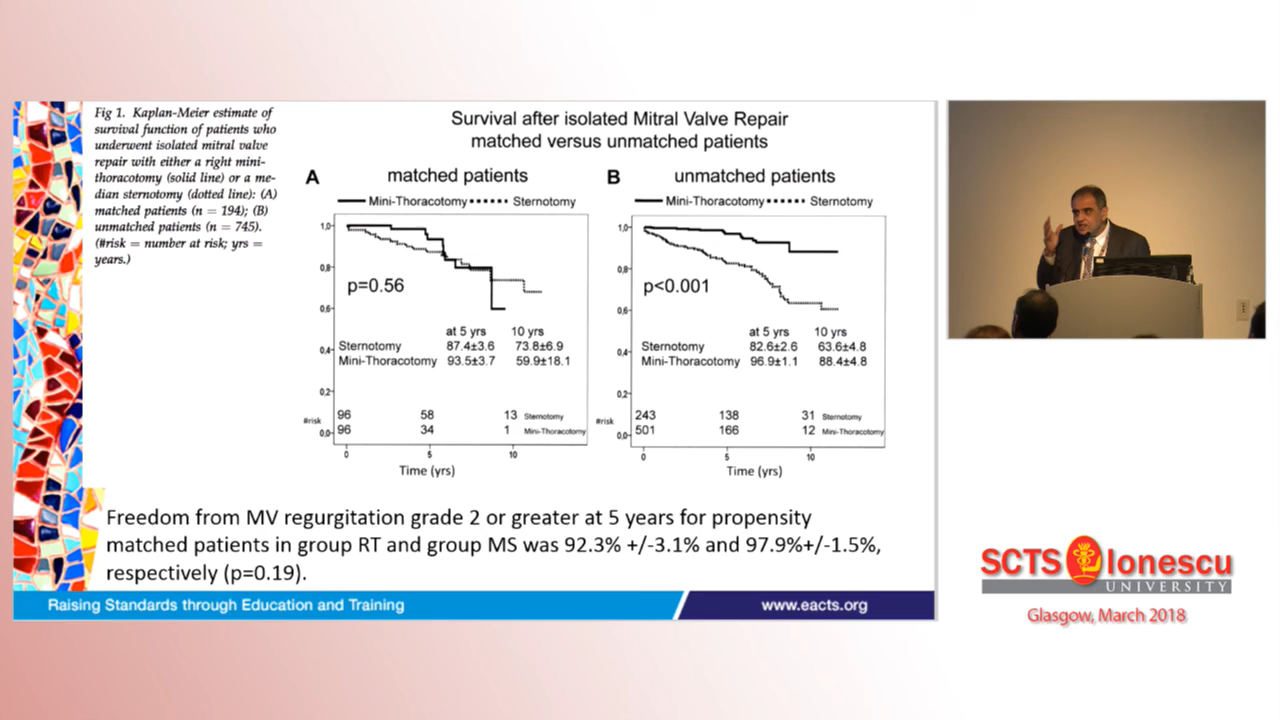 Fig 1. Kaplan-Meier estimate of
survival function of patients who
underwent isolated mitral valve
repair with either a right mini-
thoracotomy (solid line) or a me-
dian sternotomy (dotted line): (A)
matched patients (n = 194); (B)
unmatched patients (n = 745).
(#risk = number at risk; yrs =
years.)
Survival after isolated Mitral Valve Repair
matched versus unmatched patients
A matched patients
Mini-Thoracotomy Sternotomy
1,0
0,8
p=0.56
0,6
at 5 yrs 10 yrs
Sternotomy 87.4±3.6 73.8±6.9
0,4
Mini-Thoracotomy 93.5±3.7 59.9±18.1
0,2
96 58 13 Sternotomy
#risk
0,0 96 34 1 Mini-Thoracotomy
0 5 10
Time (yrs)
B unmatched patients
Mini-Thoracotomy Sternotomy
1,0
0,8
p<0.001
0,6
at 5 yrs 10 yrs
Sternotomy 82.6±2.6 63.6±4.8
0,4
Mini-Thoracotomy 96.9±1.1 88.4±4.8
0,2
243 138 31 Sternotomy
#risk
0,0 501 166 12 Mini-Thoracotomy
0 5 10
Time (yrs)
Freedom from MV regurgitation grade 2 or greater at 5 years for propensity
matched patients in group RT and group MS was 92.3% +/-3.1% and 97.9%+/-1.5%,
respectively (p=0.19).
Raising Standards through Education and Training
www.eacts.org
SCTS Ionescu
UNIVERSITY
Glasgow, March 2018